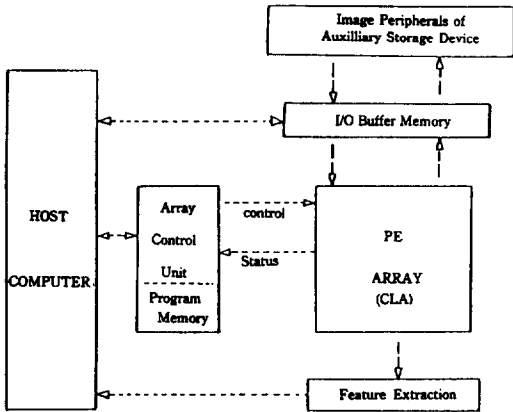 Image Peripherals of
Auxilliary Storage Device
I/O Buffer Memory
HOST
COMPUTER
Array
Control
Unit
Program
Memory
control
Status
PE
ARRAY
(CLA)
Feature Extraction